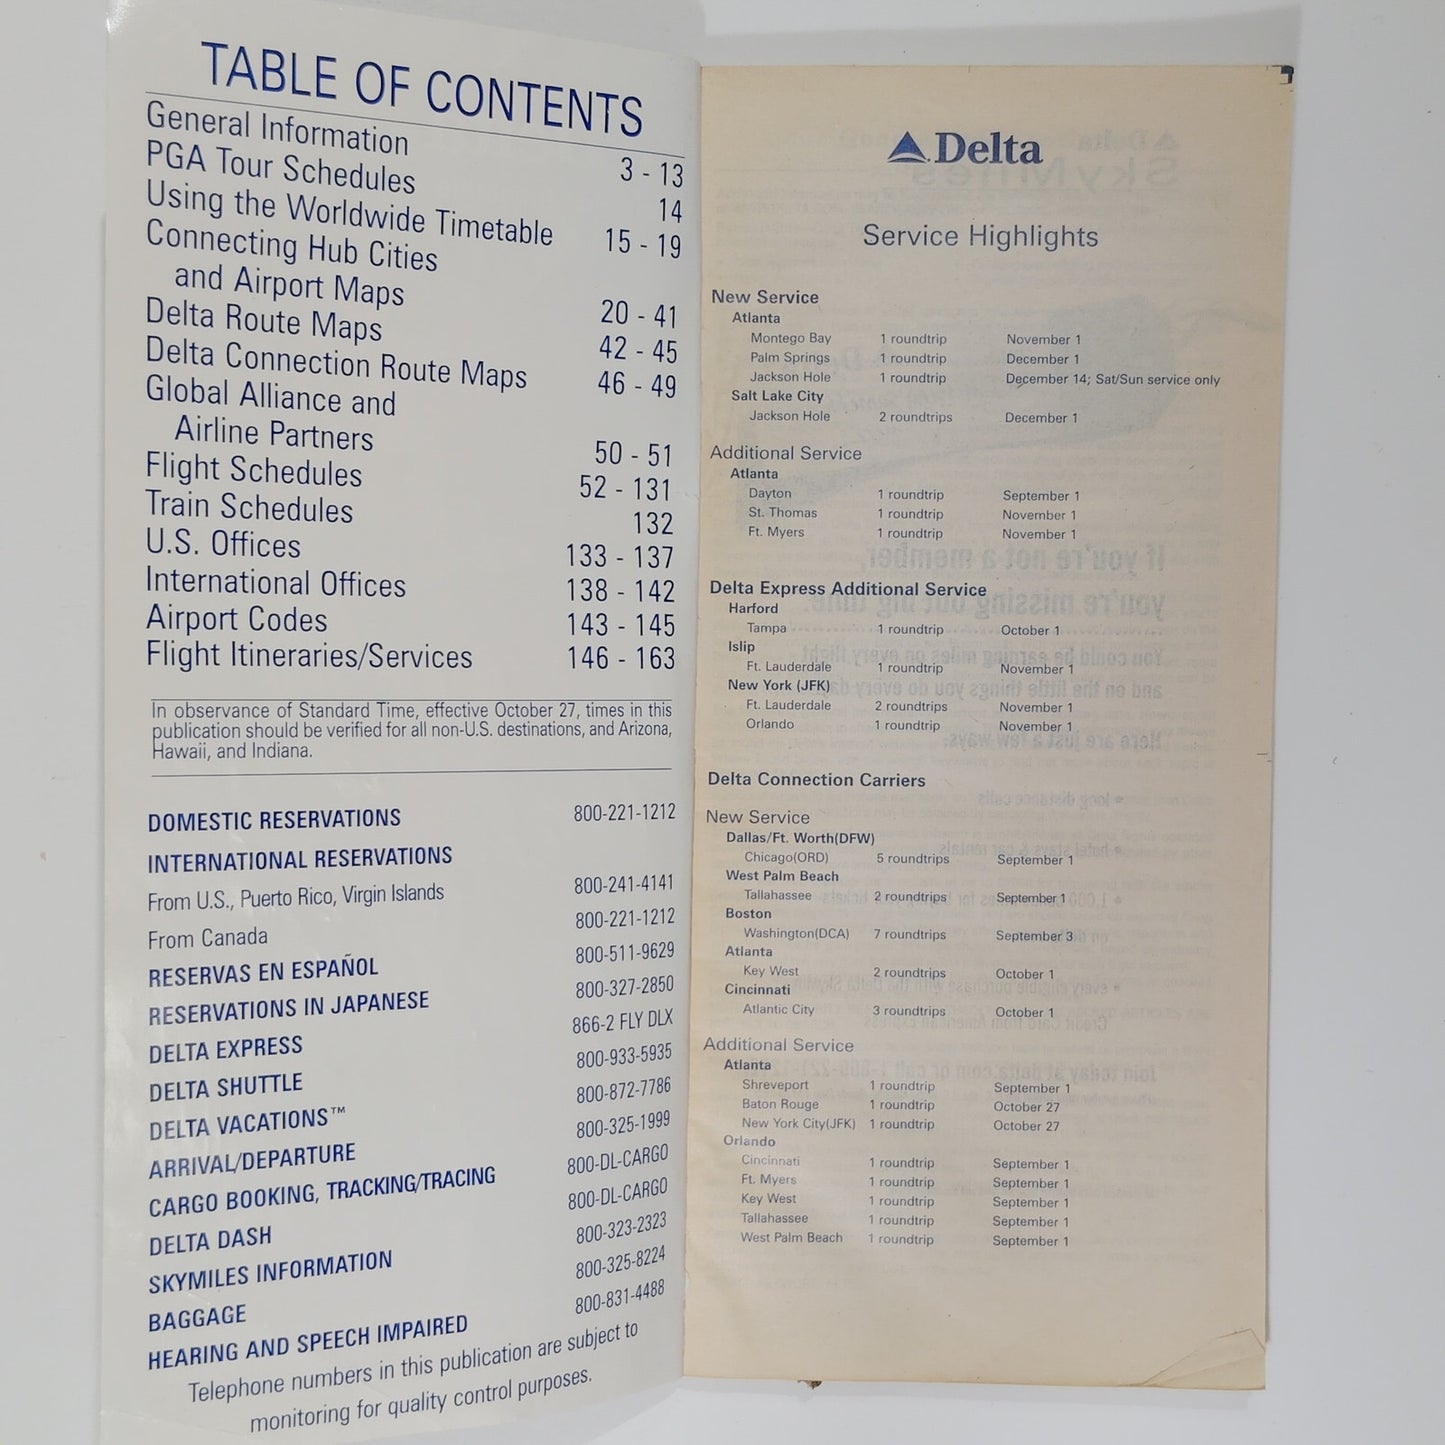 TABLE OF CONTENTS
General Information 3 - 13
PGA Tour Schedules 14
Using the Worldwide Timetable 15 - 19
Connecting Hub Cities
and Airport Maps 20 - 41
Delta Route Maps 42 - 45
Delta Connection Route Maps 46 - 49
Global Alliance and
Airline Partners 50 - 51
Flight Schedules 52 - 131
Train Schedules 132
U.S. Offices 133 - 137
International Offices 138 - 142
Airport Codes 143 - 145
Flight Itineraries/Services 146 - 163
In observance of Standard Time, effective October 27, times in this
publication should be verified for all non-U.S. destinations, and Arizona,
Hawaii, and Indiana.
DOMESTIC RESERVATIONS 800-221-1212
INTERNATIONAL RESERVATIONS
From U.S., Puerto Rico, Virgin Islands 800-241-4141
From Canada 800-221-1212
RESERVAS EN ESPAÑOL 800-511-9629
RESERVATIONS IN JAPANESE 800-327-2850
DELTA EXPRESS 866-2 FLY DLX
DELTA SHUTTLE 800-933-5935
DELTA VACATIONS™ 800-872-7786
ARRIVAL/DEPARTURE 800-325-1999
CARGO BOOKING, TRACKING/TRACING 800-DL-CARGO
DELTA DASH 800-DL-CARGO
SKYMILES INFORMATION 800-323-2323
BAGGAGE 800-325-8224
HEARING AND SPEECH IMPAIRED 800-831-4488
Telephone numbers in this publication are subject to
monitoring for quality control purposes.
Delta
Service Highlights
New Service
Atlanta
Montego Bay 1 roundtrip November 1
Palm Springs 1 roundtrip December 1
Jackson Hole 1 roundtrip December 14; Sat/Sun service only
Salt Lake City
Jackson Hole 2 roundtrips December 1
Additional Service
Atlanta
Dayton 1 roundtrip September 1
St. Thomas 1 roundtrip November 1
Ft. Myers 1 roundtrip November 1
Delta Express Additional Service
Harford
Tampa 1 roundtrip October 1
Islip
Ft. Lauderdale 1 roundtrip November 1
New York (JFK)
Ft. Lauderdale 2 roundtrips November 1
Orlando 1 roundtrip November 1
Delta Connection Carriers
New Service
Dallas/Ft. Worth(DFW)
Chicago(ORD) 5 roundtrips September 1
West Palm Beach
Tallahassee 2 roundtrips September 1
Boston
Washington(DCA) 7 roundtrips September 3
Atlanta
Key West 2 roundtrips October 1
Cincinnati
Atlantic City 3 roundtrips October 1
Additional Service
Atlanta
Shreveport 1 roundtrip September 1
Baton Rouge 1 roundtrip October 27
New York City(JFK) 1 roundtrip October 27
Orlando
Cincinnati 1 roundtrip September 1
Ft. Myers 1 roundtrip September 1
Key West 1 roundtrip September 1
Tallahassee 1 roundtrip September 1
West Palm Beach 1 roundtrip September 1